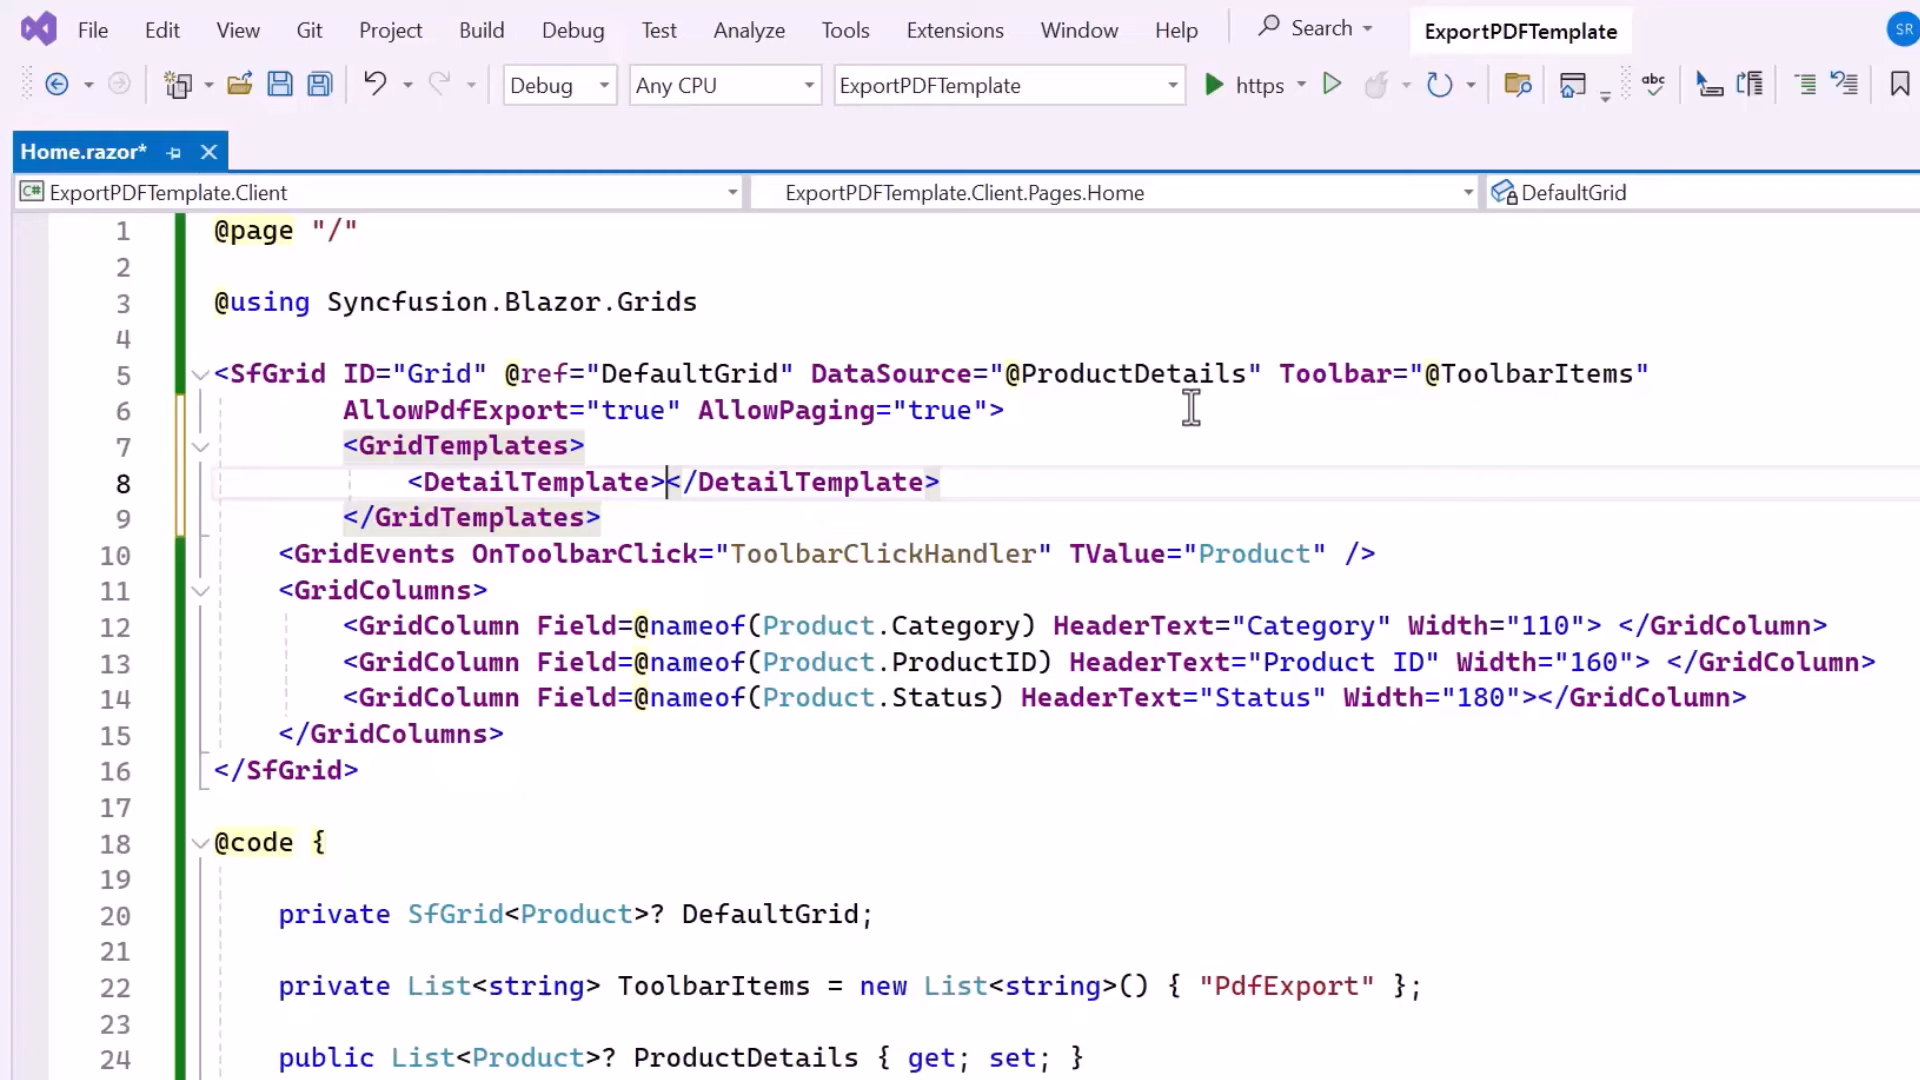 File Edit View Git Project Build Debug Test Analyze Tools Extensions Window Help Search ExportPDFTemplate SR
Debug Any CPU ExportPDFTemplate https abc
Home.razor*
C# ExportPDFTemplate.Client ExportPDFTemplate.Client.Pages.Home DefaultGrid
1 @page "/"
2
3 @using Syncfusion.Blazor.Grids
4
5 <SfGrid ID="Grid" @ref="DefaultGrid" DataSource="@ProductDetails" Toolbar="@ToolbarItems"
6 AllowPdfExport="true" AllowPaging="true">
7 <GridTemplates>
8 <DetailTemplate></DetailTemplate>
9 </GridTemplates>
10 <GridEvents OnToolbarClick="ToolbarClickHandler" TValue="Product" />
11 <GridColumns>
12 <GridColumn Field=@nameof(Product.Category) HeaderText="Category" Width="110"> </GridColumn>
13 <GridColumn Field=@nameof(Product.ProductID) HeaderText="Product ID" Width="160"> </GridColumn>
14 <GridColumn Field=@nameof(Product.Status) HeaderText="Status" Width="180"></GridColumn>
15 </GridColumns>
16 </SfGrid>
17
18 @code {
19
20 private SfGrid<Product>? DefaultGrid;
21
22 private List<string> ToolbarItems = new List<string>() { "PdfExport" };
23
24 public List<Product>? ProductDetails { get; set; }